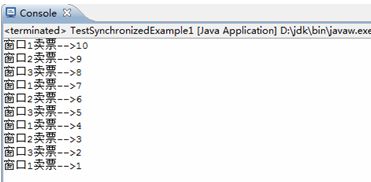 Console
<terminated> TestSynchronizedExample1 [Java Application] D:\jdk\bin\javaw.exe
窗口1卖票-->10
窗口2卖票-->9
窗口3卖票-->8
窗口1卖票-->7
窗口2卖票-->6
窗口3卖票-->5
窗口1卖票-->4
窗口2卖票-->3
窗口3卖票-->2
窗口1卖票-->1